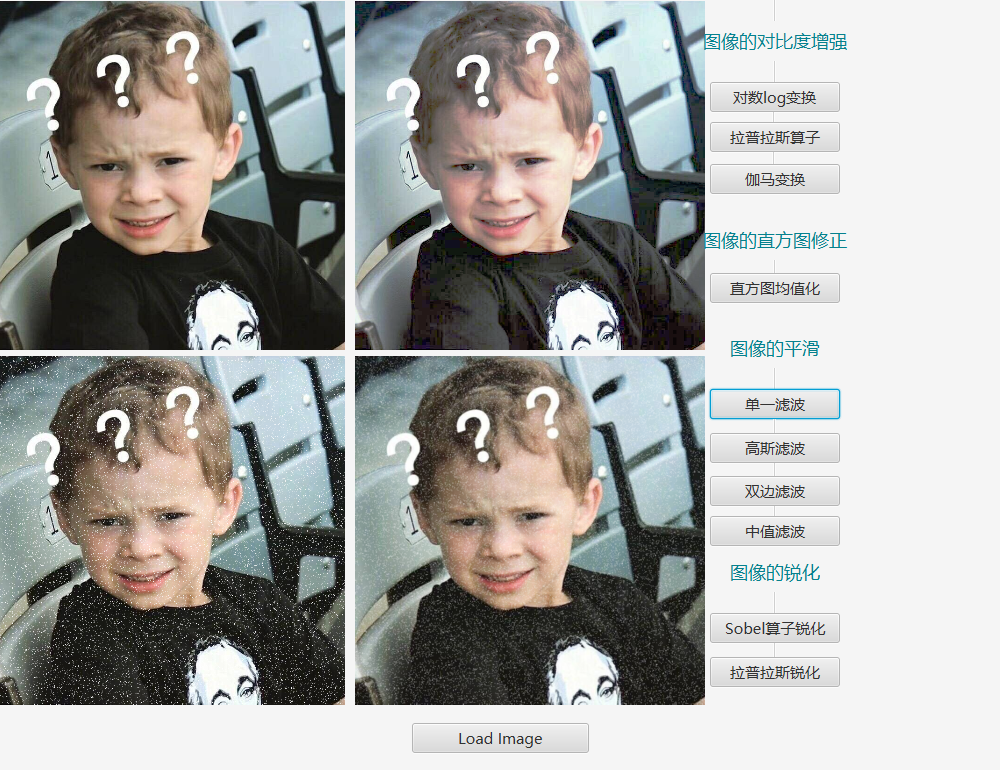 ? ? ?
? ? ?
1
1
? ? ?
? ? ?
1
1
图像的对比度增强
对数log变换
拉普拉斯算子
伽马变换
图像的直方图修正
直方图均值化
图像的平滑
单一滤波
高斯滤波
双边滤波
中值滤波
图像的锐化
Sobel算子锐化
拉普拉斯锐化
Load Image